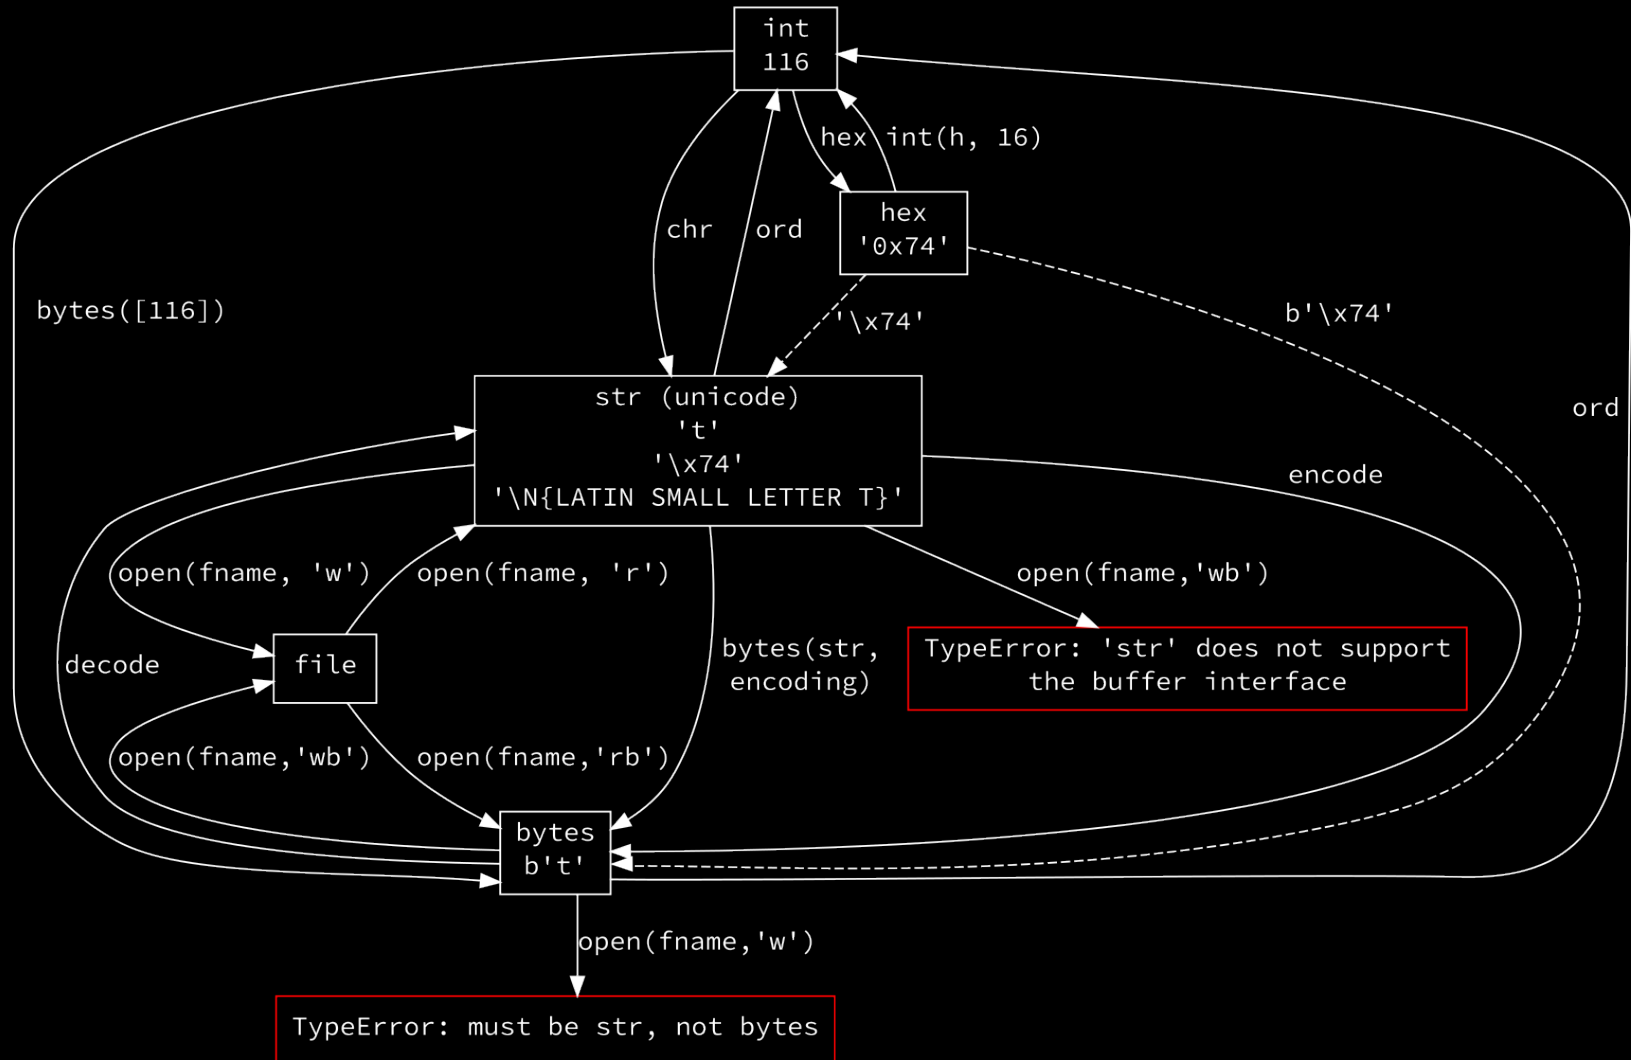 int
116
hex
int(h, 16)
hex
'0x74'
chr
ord
bytes([116])
'\x74'
b'\x74'
ord
str (unicode)
't'
'\x74'
'\N{LATIN SMALL LETTER T}'
encode
open(fname, 'w')
open(fname, 'r')
open(fname,'wb')
file
decode
bytes(str,
encoding)
TypeError: 'str' does not support
the buffer interface
open(fname,'wb')
open(fname,'rb')
bytes
b't'
open(fname,'w')
TypeError: must be str, not bytes